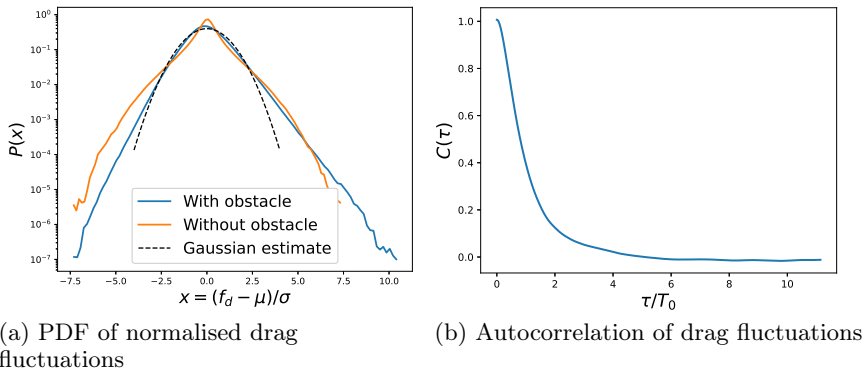 10⁰
10⁻¹
10⁻²
10⁻³
10⁻⁴
10⁻⁵
10⁻⁶
10⁻⁷
P(x)
With obstacle
Without obstacle
Gaussian estimate
−7.5 −5.0 −2.5 0.0 2.5 5.0 7.5 10.0
x = (f_d − μ)/σ
(a) PDF of normalised drag
fluctuations
1.0
0.8
0.6
0.4
0.2
0.0
C(τ)
0 2 4 6 8 10
τ/T₀
(b) Autocorrelation of drag fluctuations